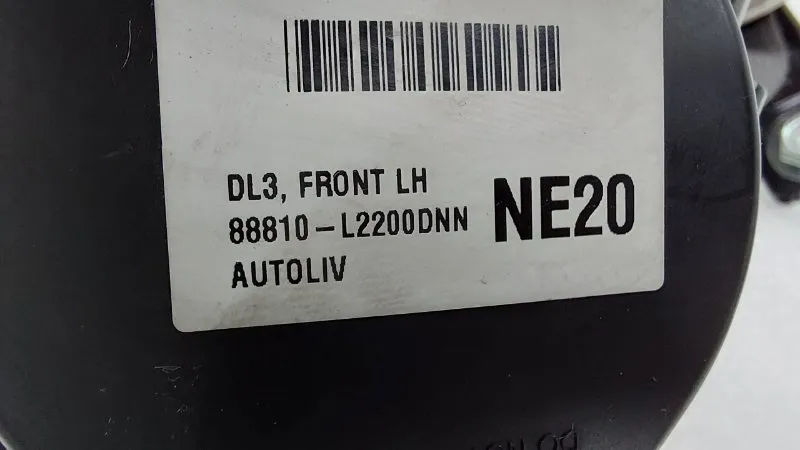 DL3, FRONT LH
88810-L2200DNN
NE20
AUTOLIV